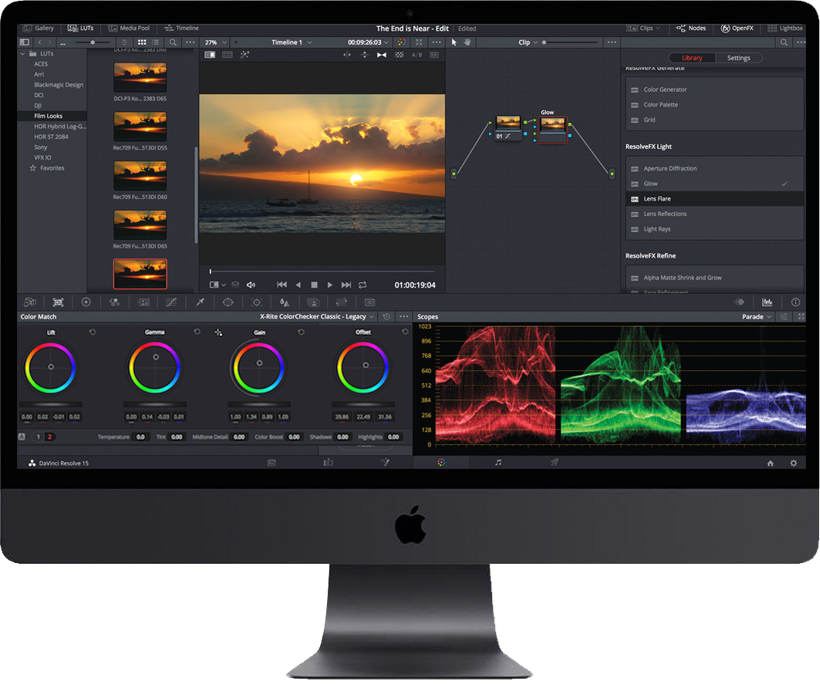 Gallery LUTs Media Pool Timeline The End is Near - Edit Edited Clips Nodes OpenFX Lightbox
27% Timeline 1 00:09:26:03 Clip
LUTs
ACES
Arri
Blackmagic Design
DCI
DJI
Film Looks
HDR Hybrid Log-G...
HDR ST.2084
Sony
VFX IO
Favorites
DCI-P3 Ko... 2383 D65
Rec709 Fu...513DI D55
Rec709 Fu...513DI D60
Rec709 Fu...513DI D65
A/B
01:00:19:04
01
Glow
Library Settings
ResolveFX Generate
Color Generator
Color Palette
Grid
ResolveFX Light
Aperture Diffraction
Glow
Lens Flare
Lens Reflections
Light Rays
ResolveFX Refine
Alpha Matte Shrink and Grow
Color Match X-Rite ColorChecker Classic - Legacy
Lift Gamma Gain Offset
0.00 0.02 -0.01 0.02
0.00 0.14 -0.03 0.01
1.00 1.34 0.89 1.05
29.86 22.49 31.56
A 1 2 Temperature 0.0 Tint 0.00 Midtone Detail 0.00 Color Boost 0.00 Shadows 0.00 Highlights 0.00
Scopes Parade
1023
896
768
640
512
384
256
128
0
DaVinci Resolve 15